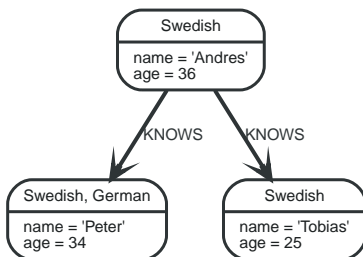 Swedish
name = 'Andres'
age = 36
KNOWS
KNOWS
Swedish, German
name = 'Peter'
age = 34
Swedish
name = 'Tobias'
age = 25